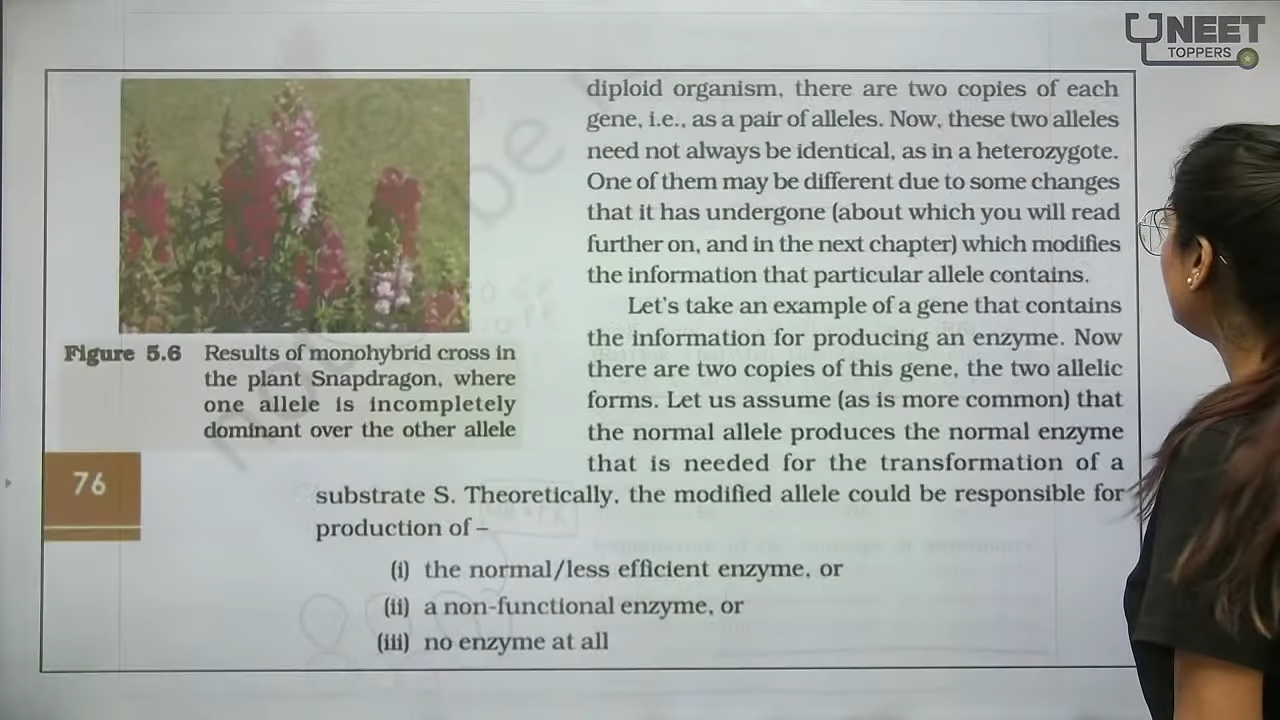 NEET
TOPPERS
diploid organism, there are two copies of each
gene, i.e., as a pair of alleles. Now, these two alleles
need not always be identical, as in a heterozygote.
One of them may be different due to some changes
that it has undergone (about which you will read
further on, and in the next chapter) which modifies
the information that particular allele contains.
Let's take an example of a gene that contains
the information for producing an enzyme. Now
there are two copies of this gene, the two allelic
forms. Let us assume (as is more common) that
the normal allele produces the normal enzyme
that is needed for the transformation of a
substrate S. Theoretically, the modified allele could be responsible for
production of –
(i) the normal/less efficient enzyme, or
(ii) a non-functional enzyme, or
(iii) no enzyme at all
Figure 5.6 Results of monohybrid cross in
the plant Snapdragon, where
one allele is incompletely
dominant over the other allele
76
be